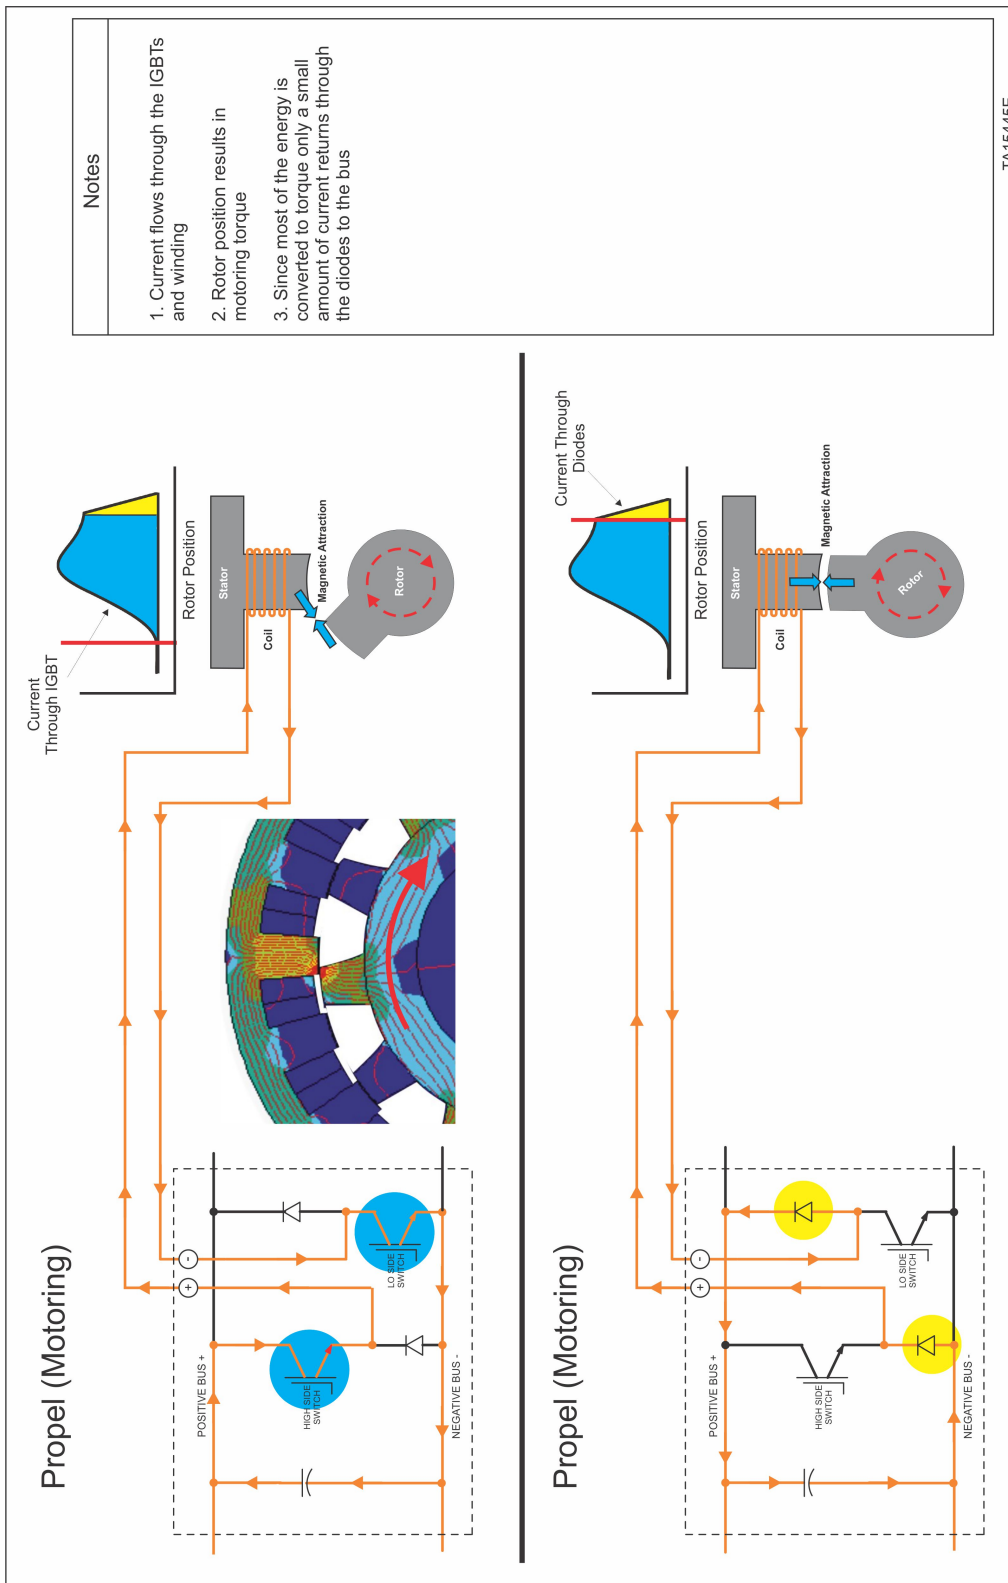 Propel (Motoring)
POSITIVE BUS +
HIGH SIDE
SWITCH
LO SIDE
SWITCH
NEGATIVE BUS -
+
-
Current
Through IGBT
Rotor Position
Stator
Coil
Magnetic Attraction
Rotor
Propel (Motoring)
POSITIVE BUS +
HIGH SIDE
SWITCH
LO SIDE
SWITCH
NEGATIVE BUS -
+
-
Current Through
Diodes
Rotor Position
Stator
Coil
Magnetic Attraction
Rotor
Notes
1. Current flows through the IGBTs
and winding
2. Rotor position results in
motoring torque
3. Since most of the energy is
converted to torque only a small
amount of current returns through
the diodes to the bus